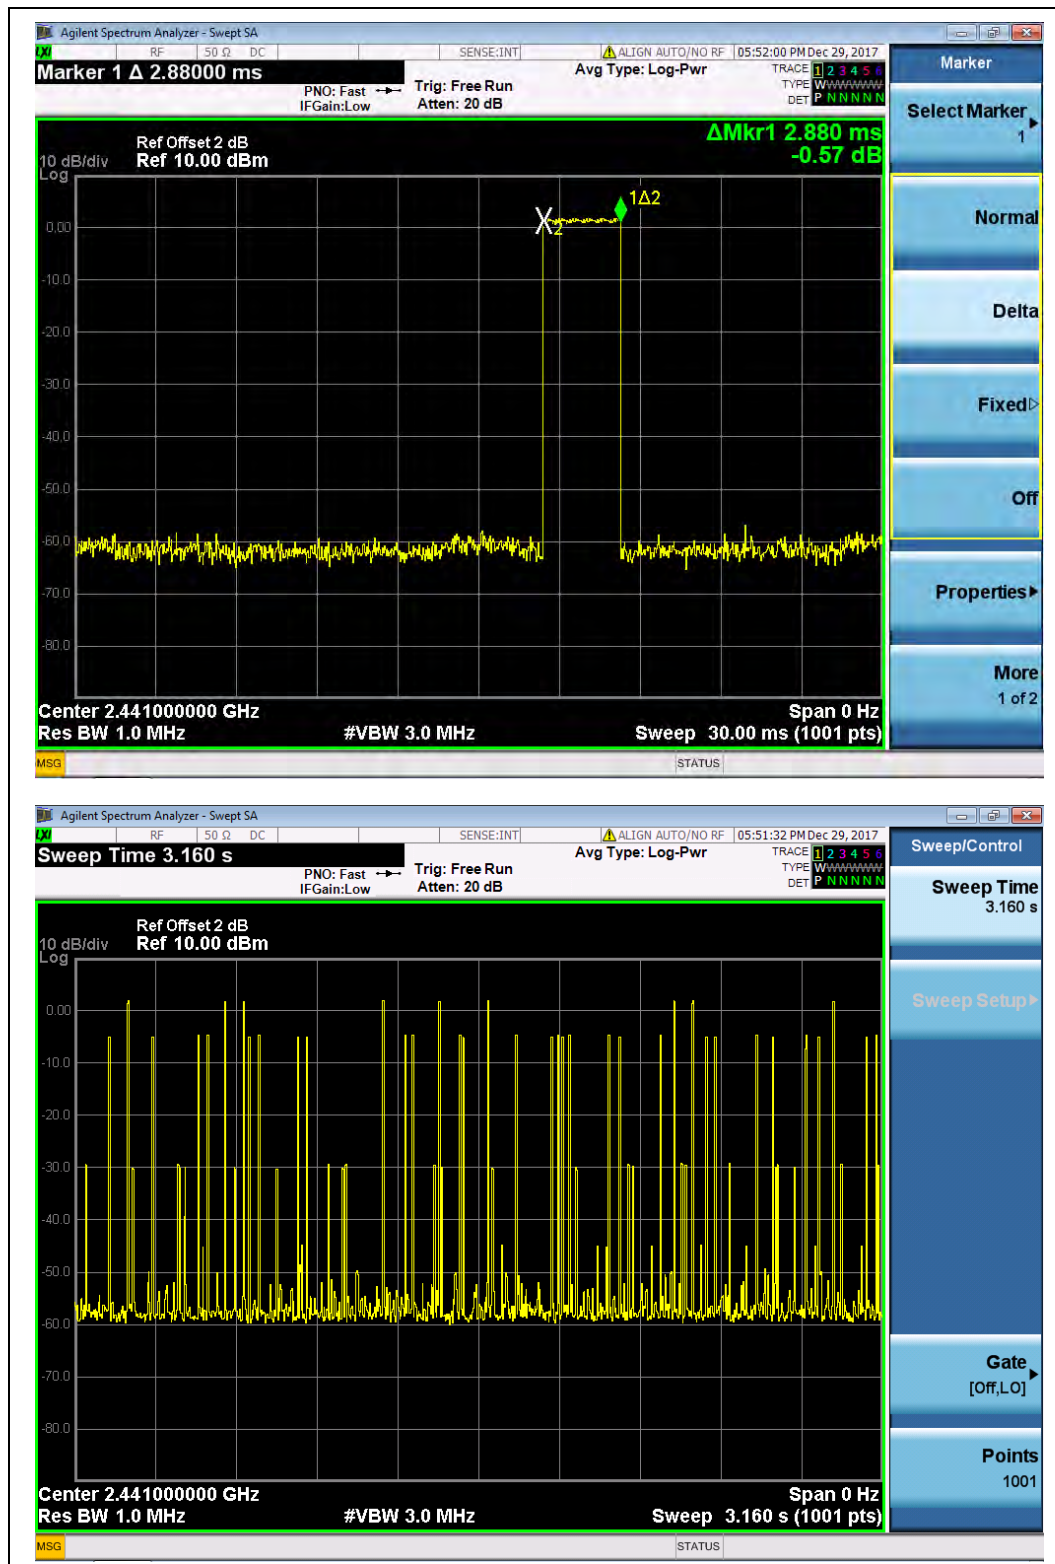 Agilent Spectrum Analyzer - Swept SA
LXI RF 50 Ω DC SENSE:INT ALIGN AUTO/NO RF 05:52:00 PM Dec 29, 2017
Marker 1 Δ 2.88000 ms
PNO: Fast
IFGain:Low
Trig: Free Run
Atten: 20 dB
Avg Type: Log-Pwr
TRACE 1 2 3 4 5 6
TYPE WWWWWW
DET P N N N N N
ΔMkr1 2.880 ms
-0.57 dB
Ref Offset 2 dB
10 dB/div Ref 10.00 dBm
Log
1Δ2
X2
0.00
-10.0
-20.0
-30.0
-40.0
-50.0
-60.0
-70.0
-80.0
Center 2.441000000 GHz Span 0 Hz
Res BW 1.0 MHz #VBW 3.0 MHz Sweep 30.00 ms (1001 pts)
MSG STATUS
Marker
Select Marker
1
Normal
Delta
Fixed
Off
Properties
More
1 of 2
Agilent Spectrum Analyzer - Swept SA
LXI RF 50 Ω DC SENSE:INT ALIGN AUTO/NO RF 05:51:32 PM Dec 29, 2017
Sweep Time 3.160 s
PNO: Fast
IFGain:Low
Trig: Free Run
Atten: 20 dB
Avg Type: Log-Pwr
TRACE 1 2 3 4 5 6
TYPE WWWWWW
DET P N N N N N
Ref Offset 2 dB
10 dB/div Ref 10.00 dBm
Log
0.00
-10.0
-20.0
-30.0
-40.0
-50.0
-60.0
-70.0
-80.0
Center 2.441000000 GHz Span 0 Hz
Res BW 1.0 MHz #VBW 3.0 MHz Sweep 3.160 s (1001 pts)
MSG STATUS
Sweep/Control
Sweep Time
3.160 s
Sweep Setup
Gate
[Off,LO]
Points
1001